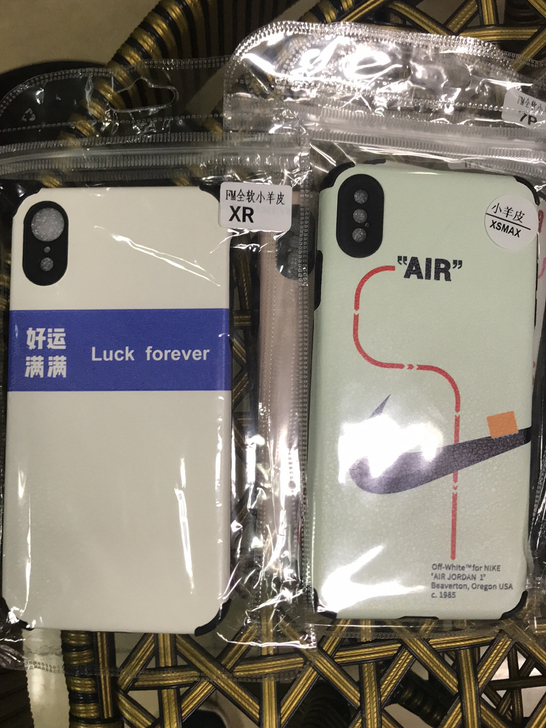 FM全软小羊皮
XR
好运
满满
Luck forever
7P
小羊皮
XSMAX
"AIR"
Off-White™ for NIKE
"AIR JORDAN 1"
Beaverton, Oregon USA
c. 1985